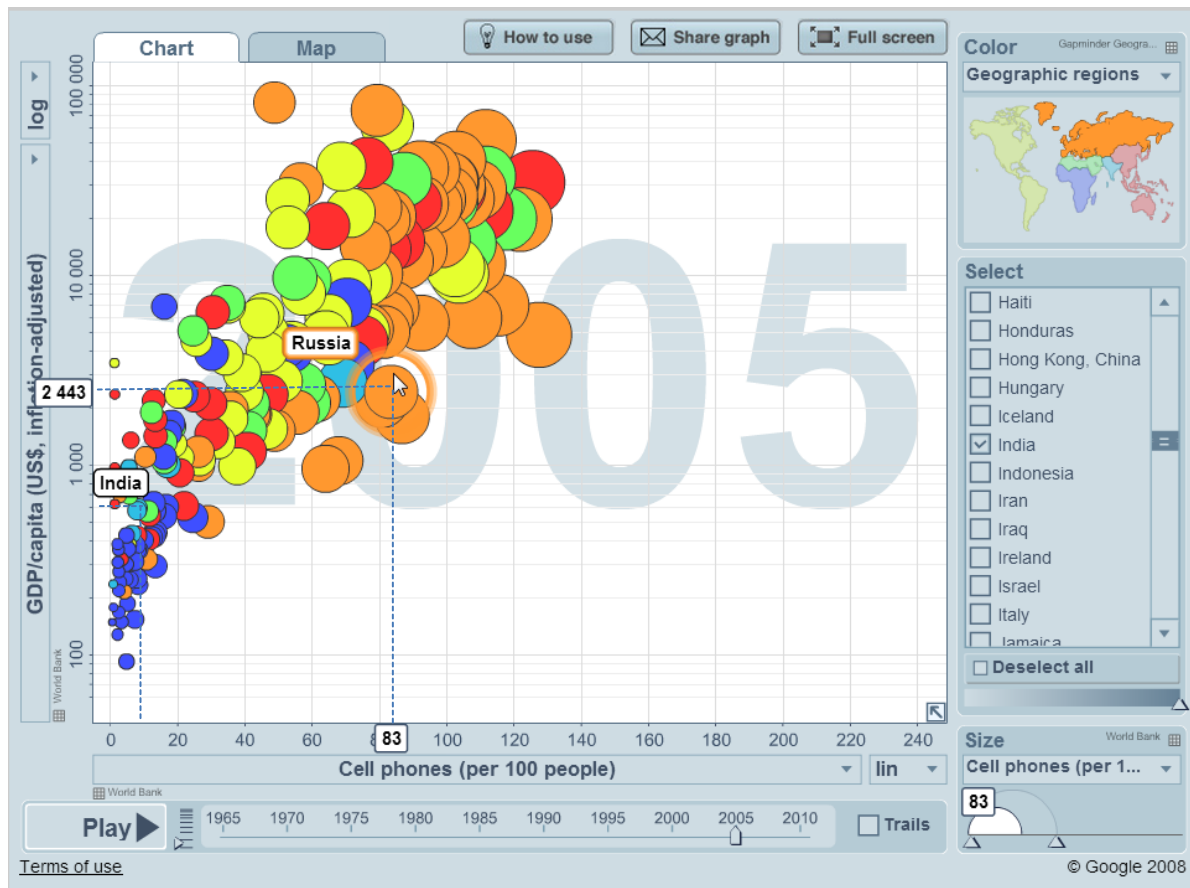 Chart
Map
How to use
Share graph
Full screen
Color
Gapminder Geogra...
Geographic regions
log
GDP/capita (US$, inflation-adjusted)
World Bank
100 000
10 000
1 000
100
2005
Russia
2 443
India
Select
Haiti
Honduras
Hong Kong, China
Hungary
Iceland
India
Indonesia
Iran
Iraq
Ireland
Israel
Italy
Jamaica
Deselect all
0 20 40 60 83 100 120 140 160 180 200 220 240
Cell phones (per 100 people)
lin
World Bank
Size
World Bank
Cell phones (per 1...
83
Play
1965 1970 1975 1980 1985 1990 1995 2000 2005 2010
Trails
Terms of use
© Google 2008